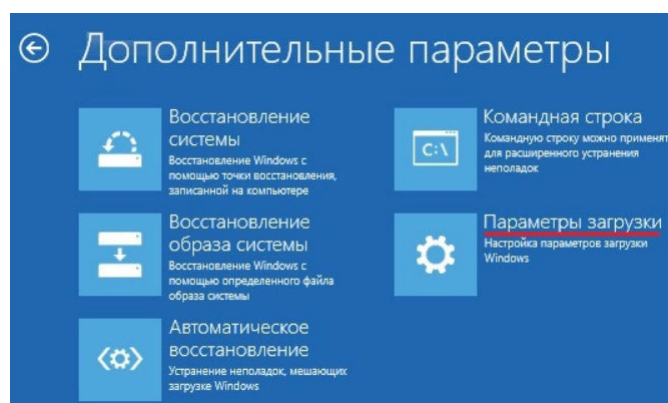 Дополнительные параметры
Восстановление
системы
Восстановление Windows с
помощью точки восстановления,
записанной на компьютере
Восстановление
образа системы
Восстановление Windows с
помощью определенного файла
образа системы
Автоматическое
восстановление
Устранение неполадок, мешающих
загрузке Windows
Командная строка
Командную строку можно применят
для расширенного устранения
неполадок
C:\
Параметры загрузки
Настройка параметров загрузки
Windows